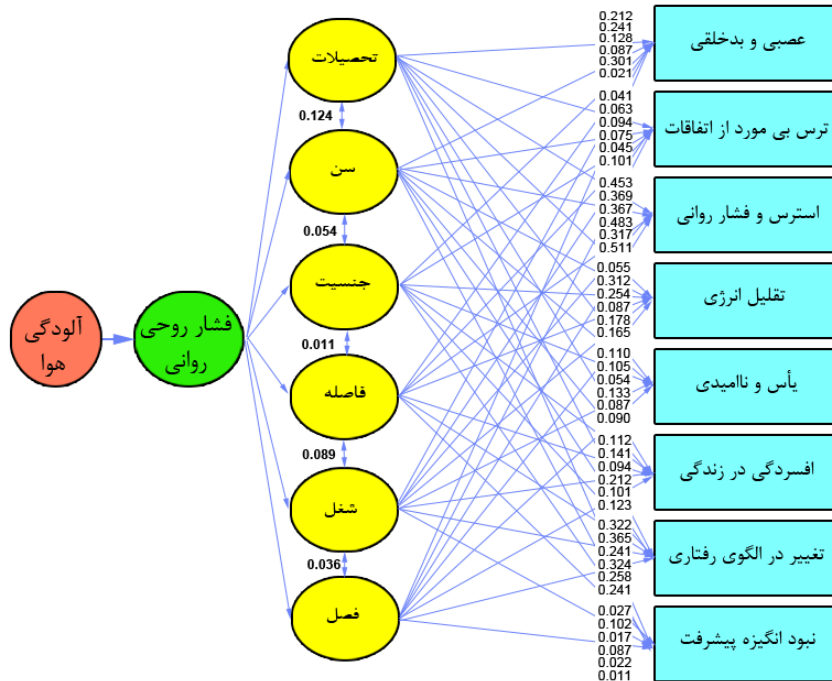 آلودگی
هوا
فشار روحی
روانی
تحصیلات
0.124
سن
0.054
جنسیت
0.011
فاصله
0.089
شغل
0.036
فصل
0.212
0.241
0.128
0.087
0.301
0.021
عصبی و بدخلقی
0.041
0.063
0.094
0.075
0.045
0.101
ترس بی مورد از اتفاقات
0.453
0.369
0.367
0.483
0.317
0.511
استرس و فشار روانی
0.055
0.312
0.254
0.087
0.178
0.165
تقلیل انرژی
0.110
0.105
0.054
0.133
0.087
0.090
یأس و ناامیدی
0.112
0.141
0.094
0.212
0.101
0.123
افسردگی در زندگی
0.322
0.365
0.241
0.324
0.258
0.241
تغییر در الگوی رفتاری
0.027
0.102
0.017
0.087
0.022
0.011
نبود انگیزه پیشرفت